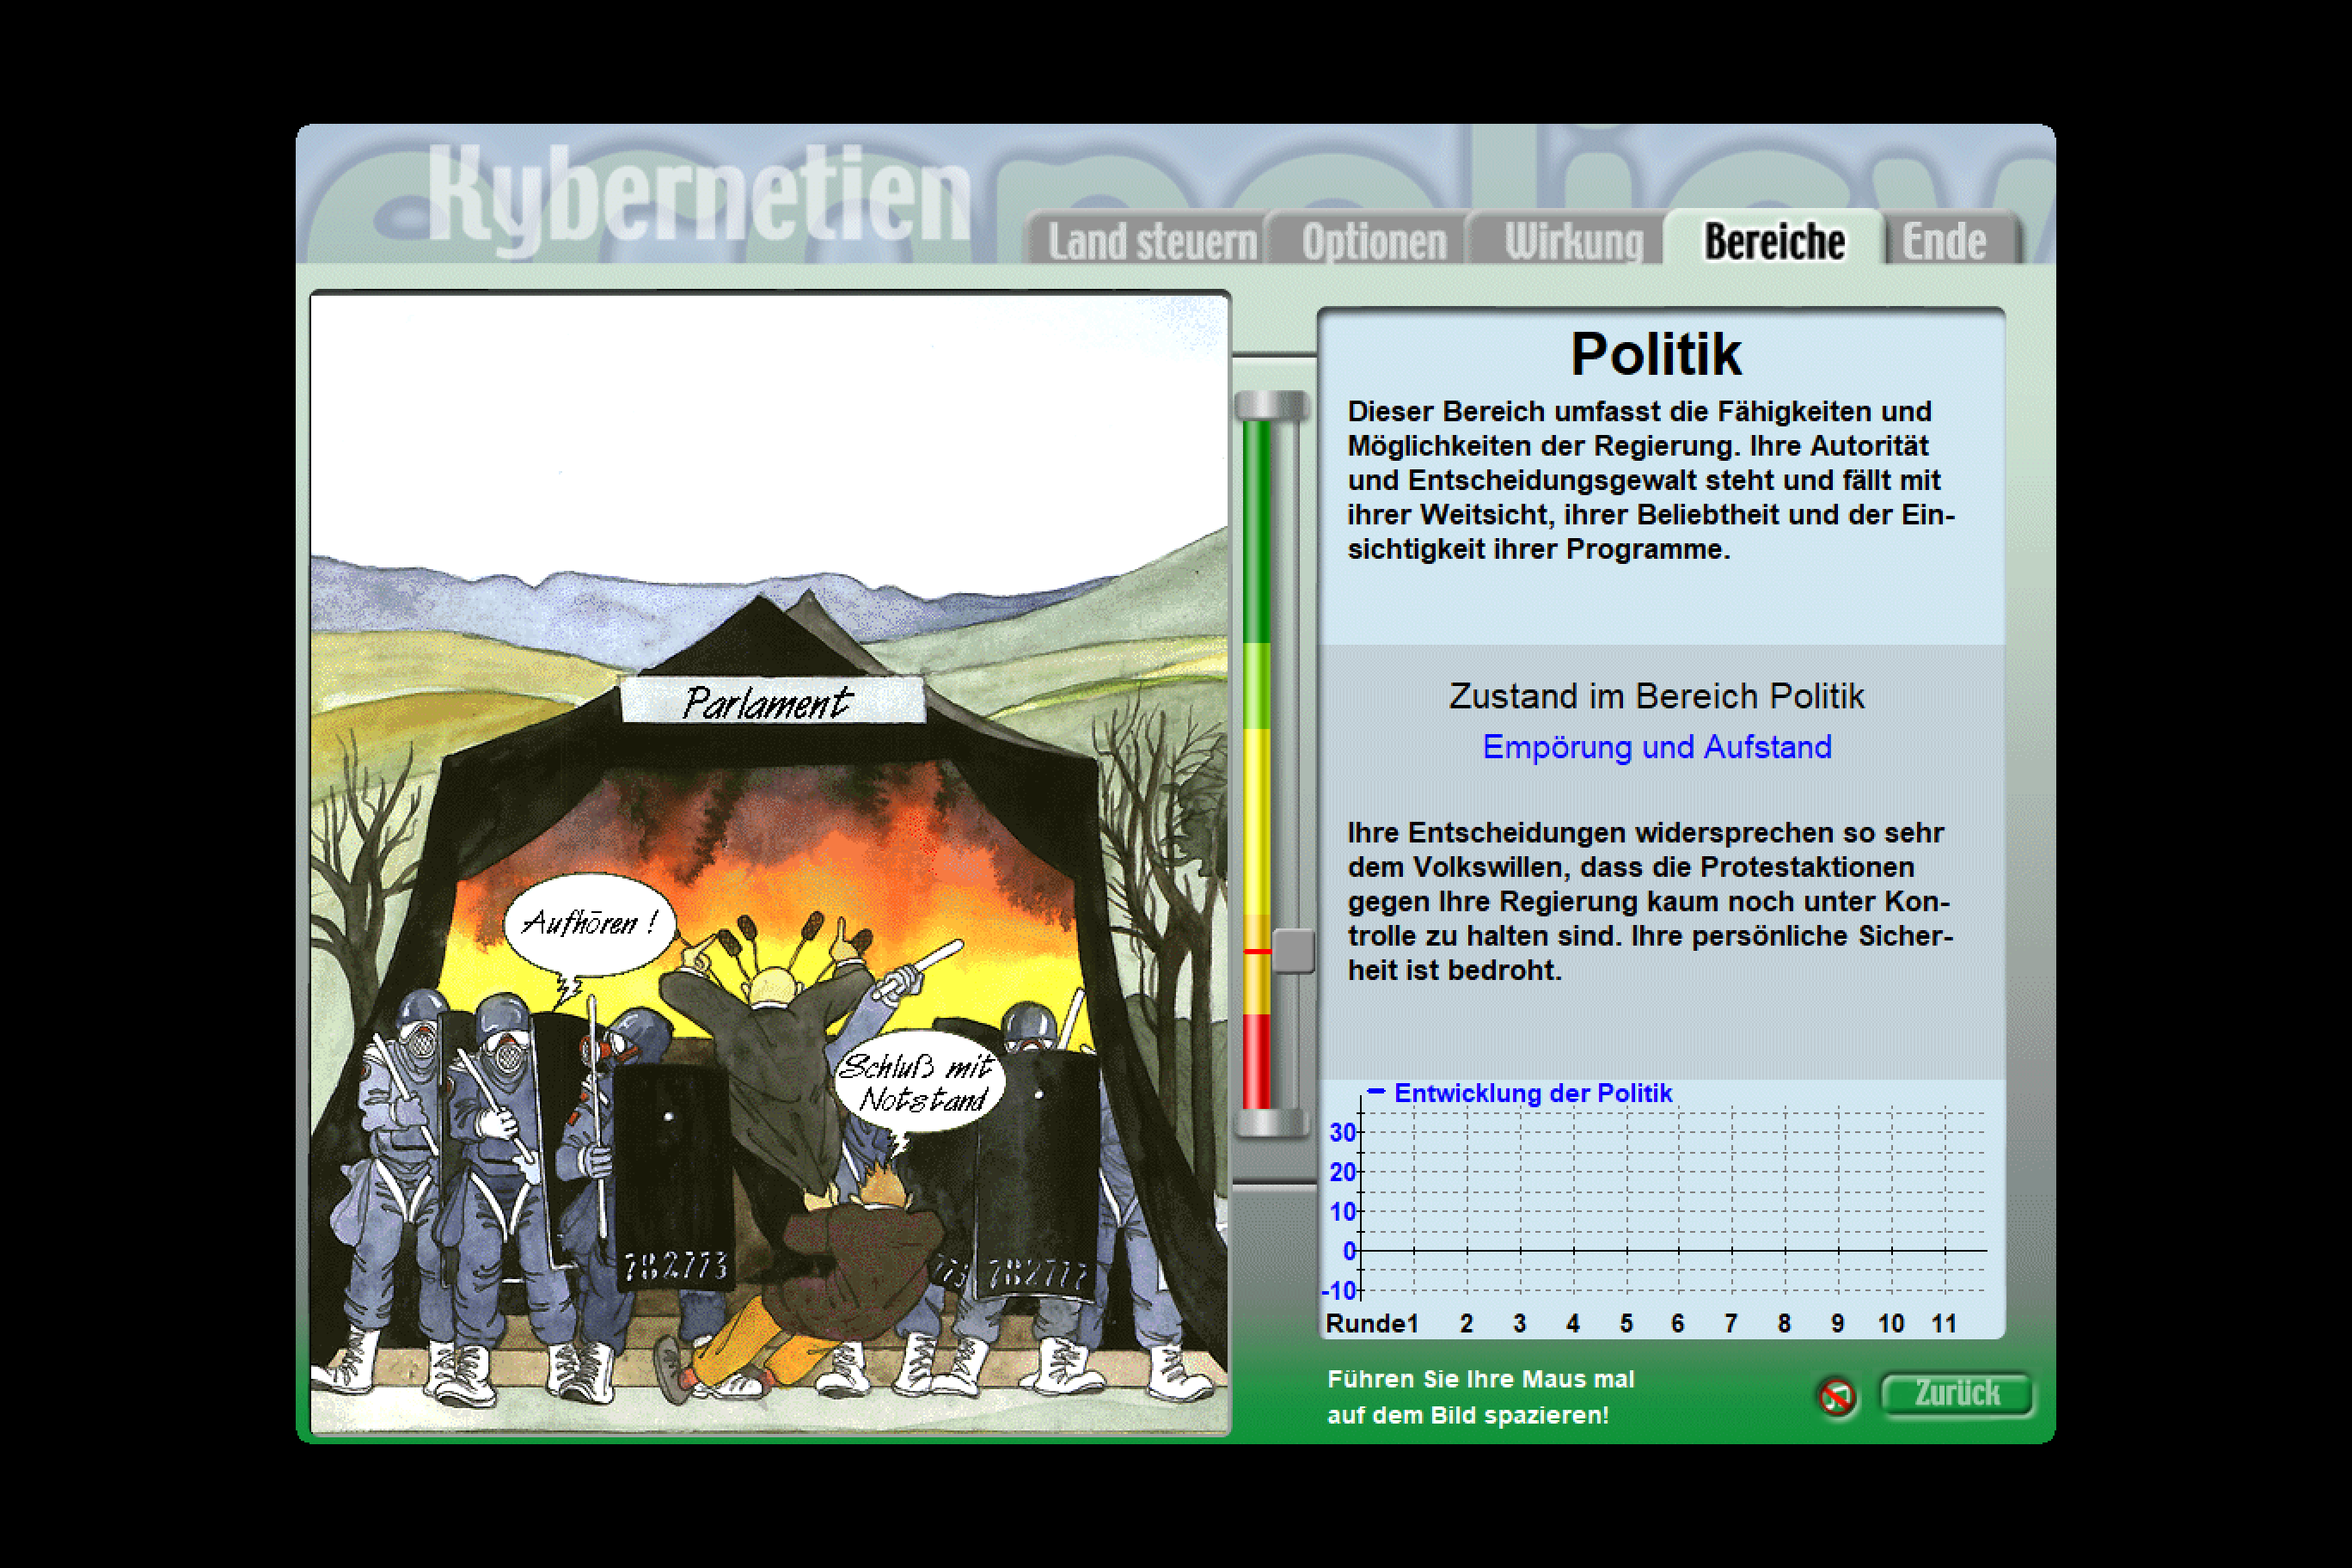 Kybernetien
Land steuern
Optionen
Wirkung
Bereiche
Ende
Parlament
Aufhören !
Schluß mit
Notstand
782773
773
782777
Politik
Dieser Bereich umfasst die Fähigkeiten und
Möglichkeiten der Regierung. Ihre Autorität
und Entscheidungsgewalt steht und fällt mit
ihrer Weitsicht, ihrer Beliebtheit und der Ein-
sichtigkeit ihrer Programme.
Zustand im Bereich Politik
Empörung und Aufstand
Ihre Entscheidungen widersprechen so sehr
dem Volkswillen, dass die Protestaktionen
gegen Ihre Regierung kaum noch unter Kon-
trolle zu halten sind. Ihre persönliche Sicher-
heit ist bedroht.
Entwicklung der Politik
30
20
10
0
-10
Runde1 2 3 4 5 6 7 8 9 10 11
Führen Sie Ihre Maus mal
auf dem Bild spazieren!
Zurück